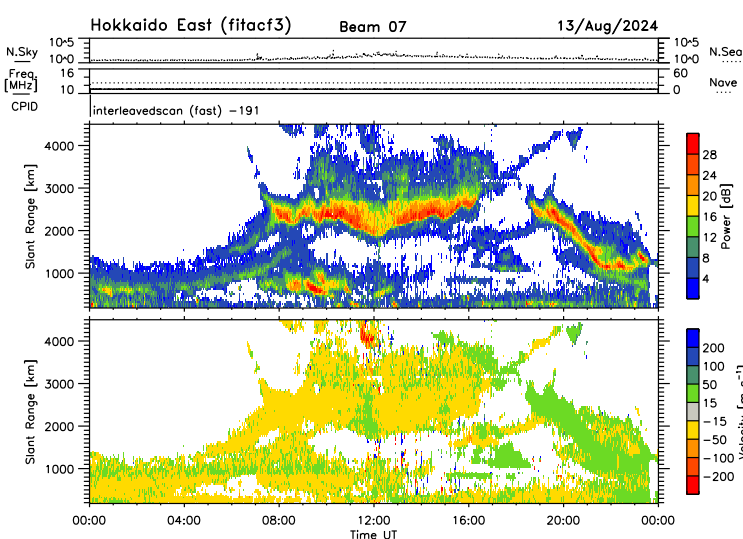 Hokkaido East (fitacf3) Beam 07 13/Aug/2024
N.Sky 10^5 10^0 10^5 10^0 N.Sea
Freq. [MHz] 16 10 60 0 Nave
CPID interleavedscan (fast) -191
Slant Range [km] 4000 3000 2000 1000
Power [dB] 28 24 20 16 12 8 4
Slant Range [km] 4000 3000 2000 1000
200 100 50 15 -15 -50 -100 -200
00:00 04:00 08:00 12:00 16:00 20:00 00:00
Time UT